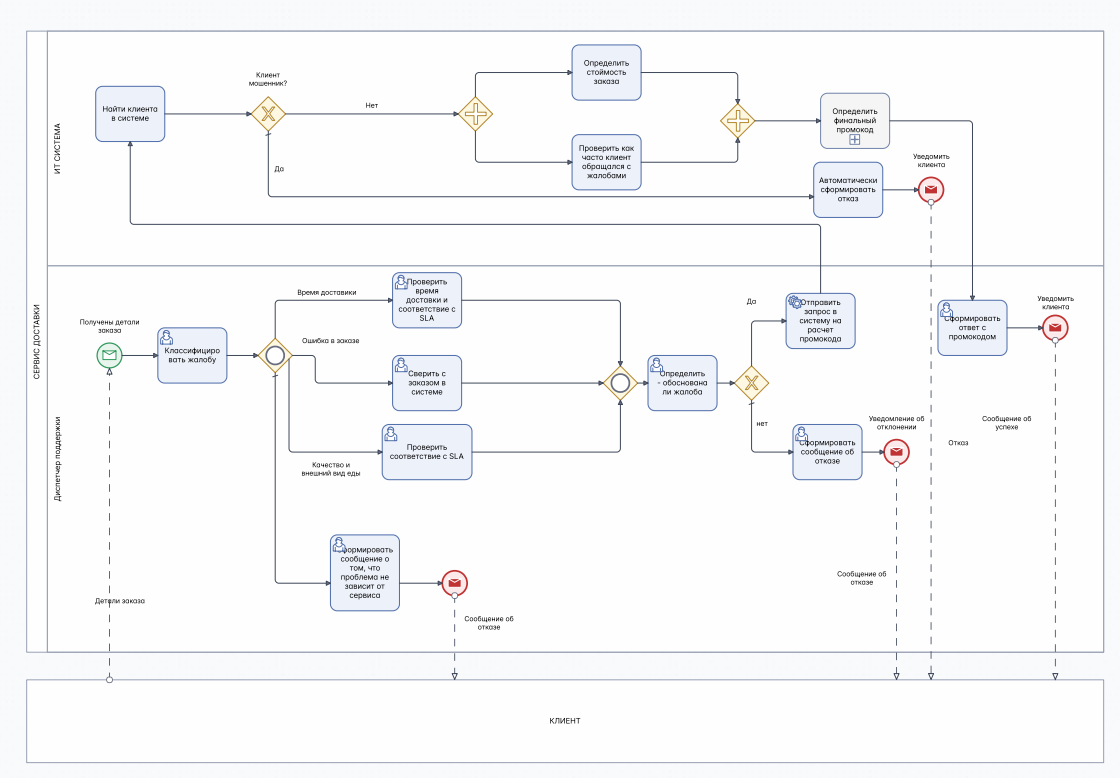 СЕРВИС ДОСТАВКИ
ИТ СИСТЕМА
Найти клиента
в системе
Клиент
мошенник?
Нет
Да
Определить
стоимость
заказа
Проверить как
часто клиент
обращался с
жалобами
Определить
финальный
промокод
Автоматически
сформировать
отказ
Уведомить
клиента
Диспетчер поддержки
Получены детали
заказа
Классифициро
вать жалобу
Время доставки
Проверить
время
доставки и
соответствие с
SLA
Ошибка в заказе
Сверить с
заказом в
системе
Качество и
внешний вид еды
Проверить
соответствие с SLA
Сформировать
сообщение о
том, что
проблема не
зависит от
сервиса
Сообщение об
отказе
Определить
- обоснована
ли жалоба
Да
нет
Отправить
запрос в
систему на
расчет
промокода
Сформировать
сообщение об
отказе
Уведомление об
отклонении
Сообщение об
отказе
Отказ
Сформировать
ответ с
промокодом
Уведомить
клиента
Сообщение об
успехе
Детали заказа
КЛИЕНТ